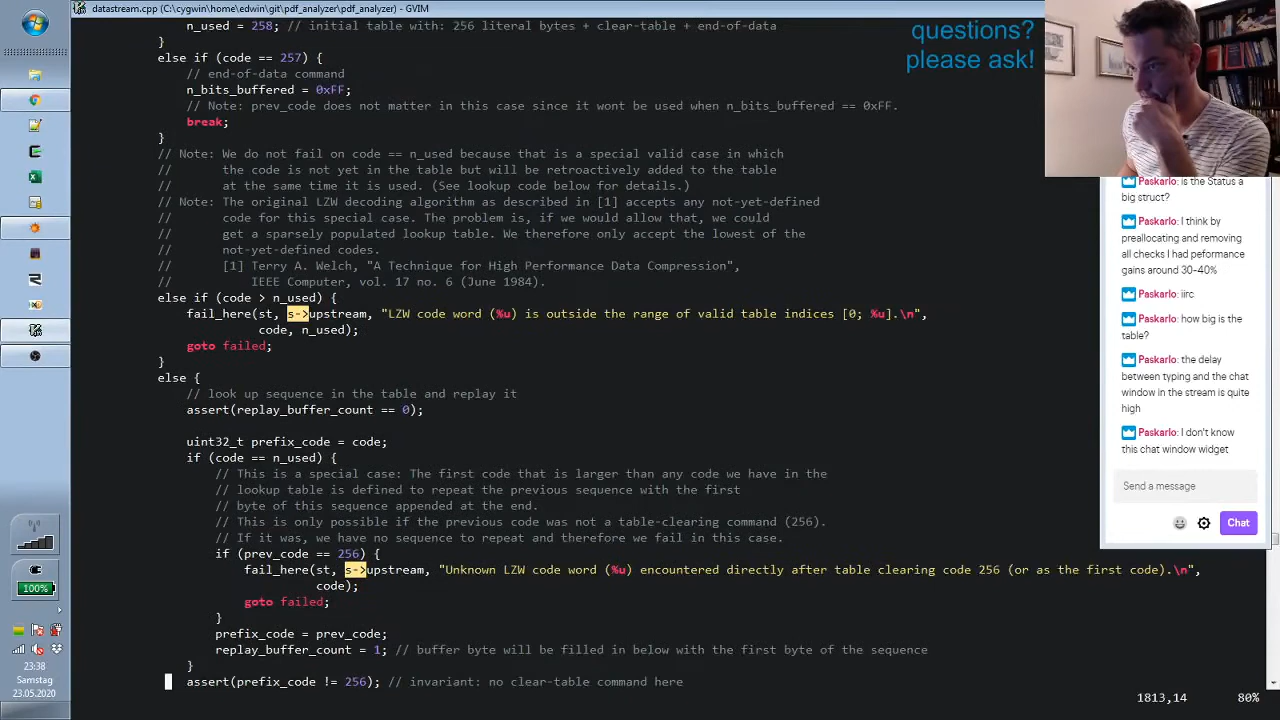 datastream.cpp (C:\cygwin\home\edwin\git\pdf_analyzer\pdf_analyzer) - GVIM
n_used = 258; // initial table with: 256 literal bytes + clear-table + end-of-data
}
else if (code == 257) {
// end-of-data command
n_bits_buffered = 0xFF;
// Note: prev_code does not matter in this case since it wont be used when n_bits_buffered == 0xFF.
break;
}
// Note: We do not fail on code == n_used because that is a special valid case in which
// the code is not yet in the table but will be retroactively added to the table
// at the same time it is used. (See lookup code below for details.)
// Note: The original LZW decoding algorithm as described in [1] accepts any not-yet-defined
// code for this special case. The problem is, if we would allow that, we could
// get a sparsely populated lookup table. We therefore only accept the lowest of the
// not-yet-defined codes.
// [1] Terry A. Welch, "A Technique for High Performance Data Compression",
// IEEE Computer, vol. 17 no. 6 (June 1984).
else if (code > n_used) {
fail_here(st, s->upstream, "LZW code word (%u) is outside the range of valid table indices [0; %u].\n",
code, n_used);
goto failed;
}
else {
// look up sequence in the table and replay it
assert(replay_buffer_count == 0);
uint32_t prefix_code = code;
if (code == n_used) {
// This is a special case: The first code that is larger than any code we have in the
// lookup table is defined to repeat the previous sequence with the first
// byte of this sequence appended at the end.
// This is only possible if the previous code was not a table-clearing command (256).
// If it was, we have no sequence to repeat and therefore we fail in this case.
if (prev_code == 256) {
fail_here(st, s->upstream, "Unknown LZW code word (%u) encountered directly after table clearing code 256 (or as the first code).\n",
code);
goto failed;
}
prefix_code = prev_code;
replay_buffer_count = 1; // buffer byte will be filled in below with the first byte of the sequence
}
assert(prefix_code != 256); // invariant: no clear-table command here
1813,14 80%
questions?
please ask!
Paskarlo: is the Status a
big struct?
Paskarlo: I think by
preallocating and removing
all checks I had peformance
gains around 30-40%
Paskarlo: iirc
Paskarlo: how big is the
table?
Paskarlo: the delay
between typing and the chat
window in the stream is quite
high
Paskarlo: I don't know
this chat window widget
Send a message
Chat
100%
23:38
Samstag
23.05.2020